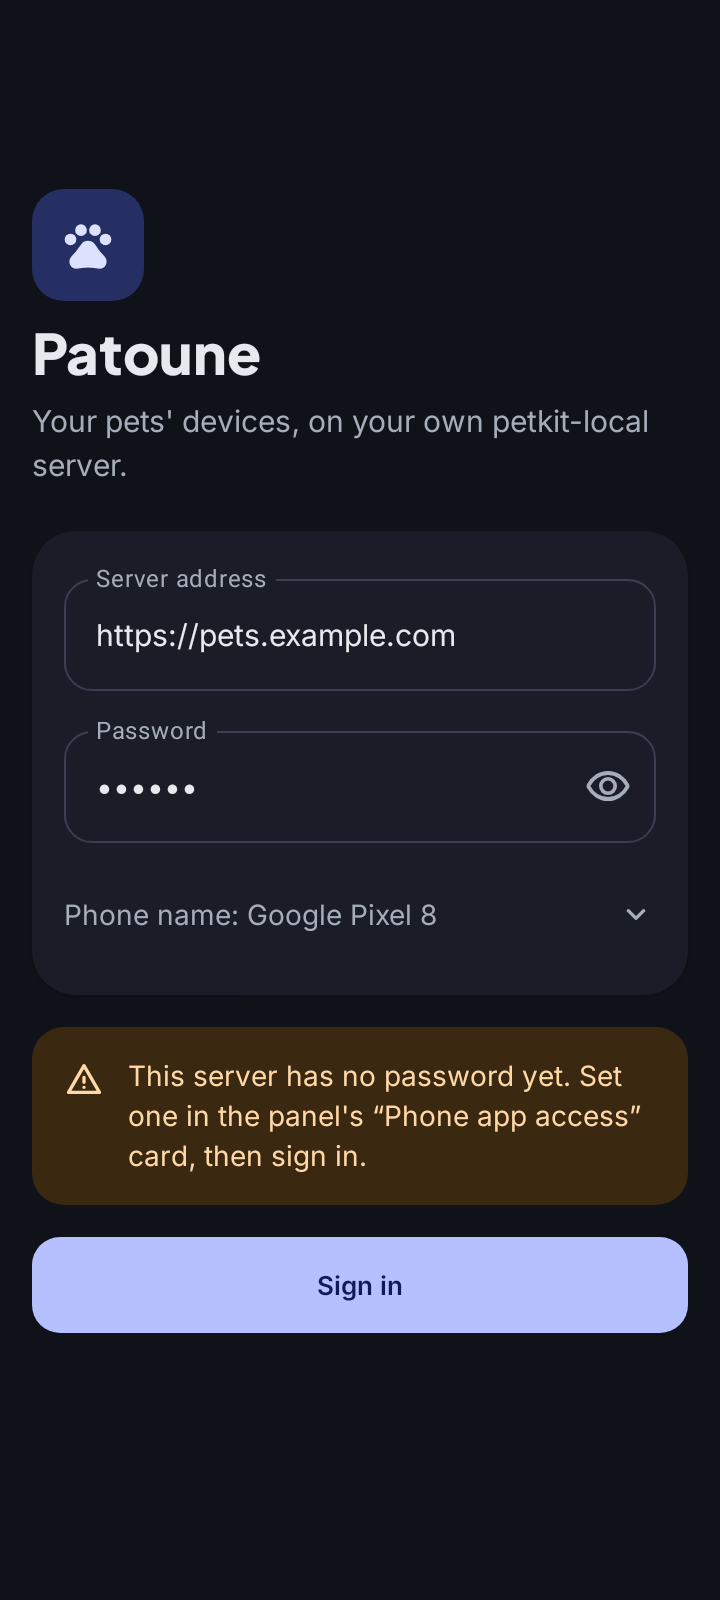 Patoune
Your pets' devices, on your own petkit-local
server.
Server address
https://pets.example.com
Password
••••••
Phone name: Google Pixel 8
This server has no password yet. Set
one in the panel's “Phone app access”
card, then sign in.
Sign in